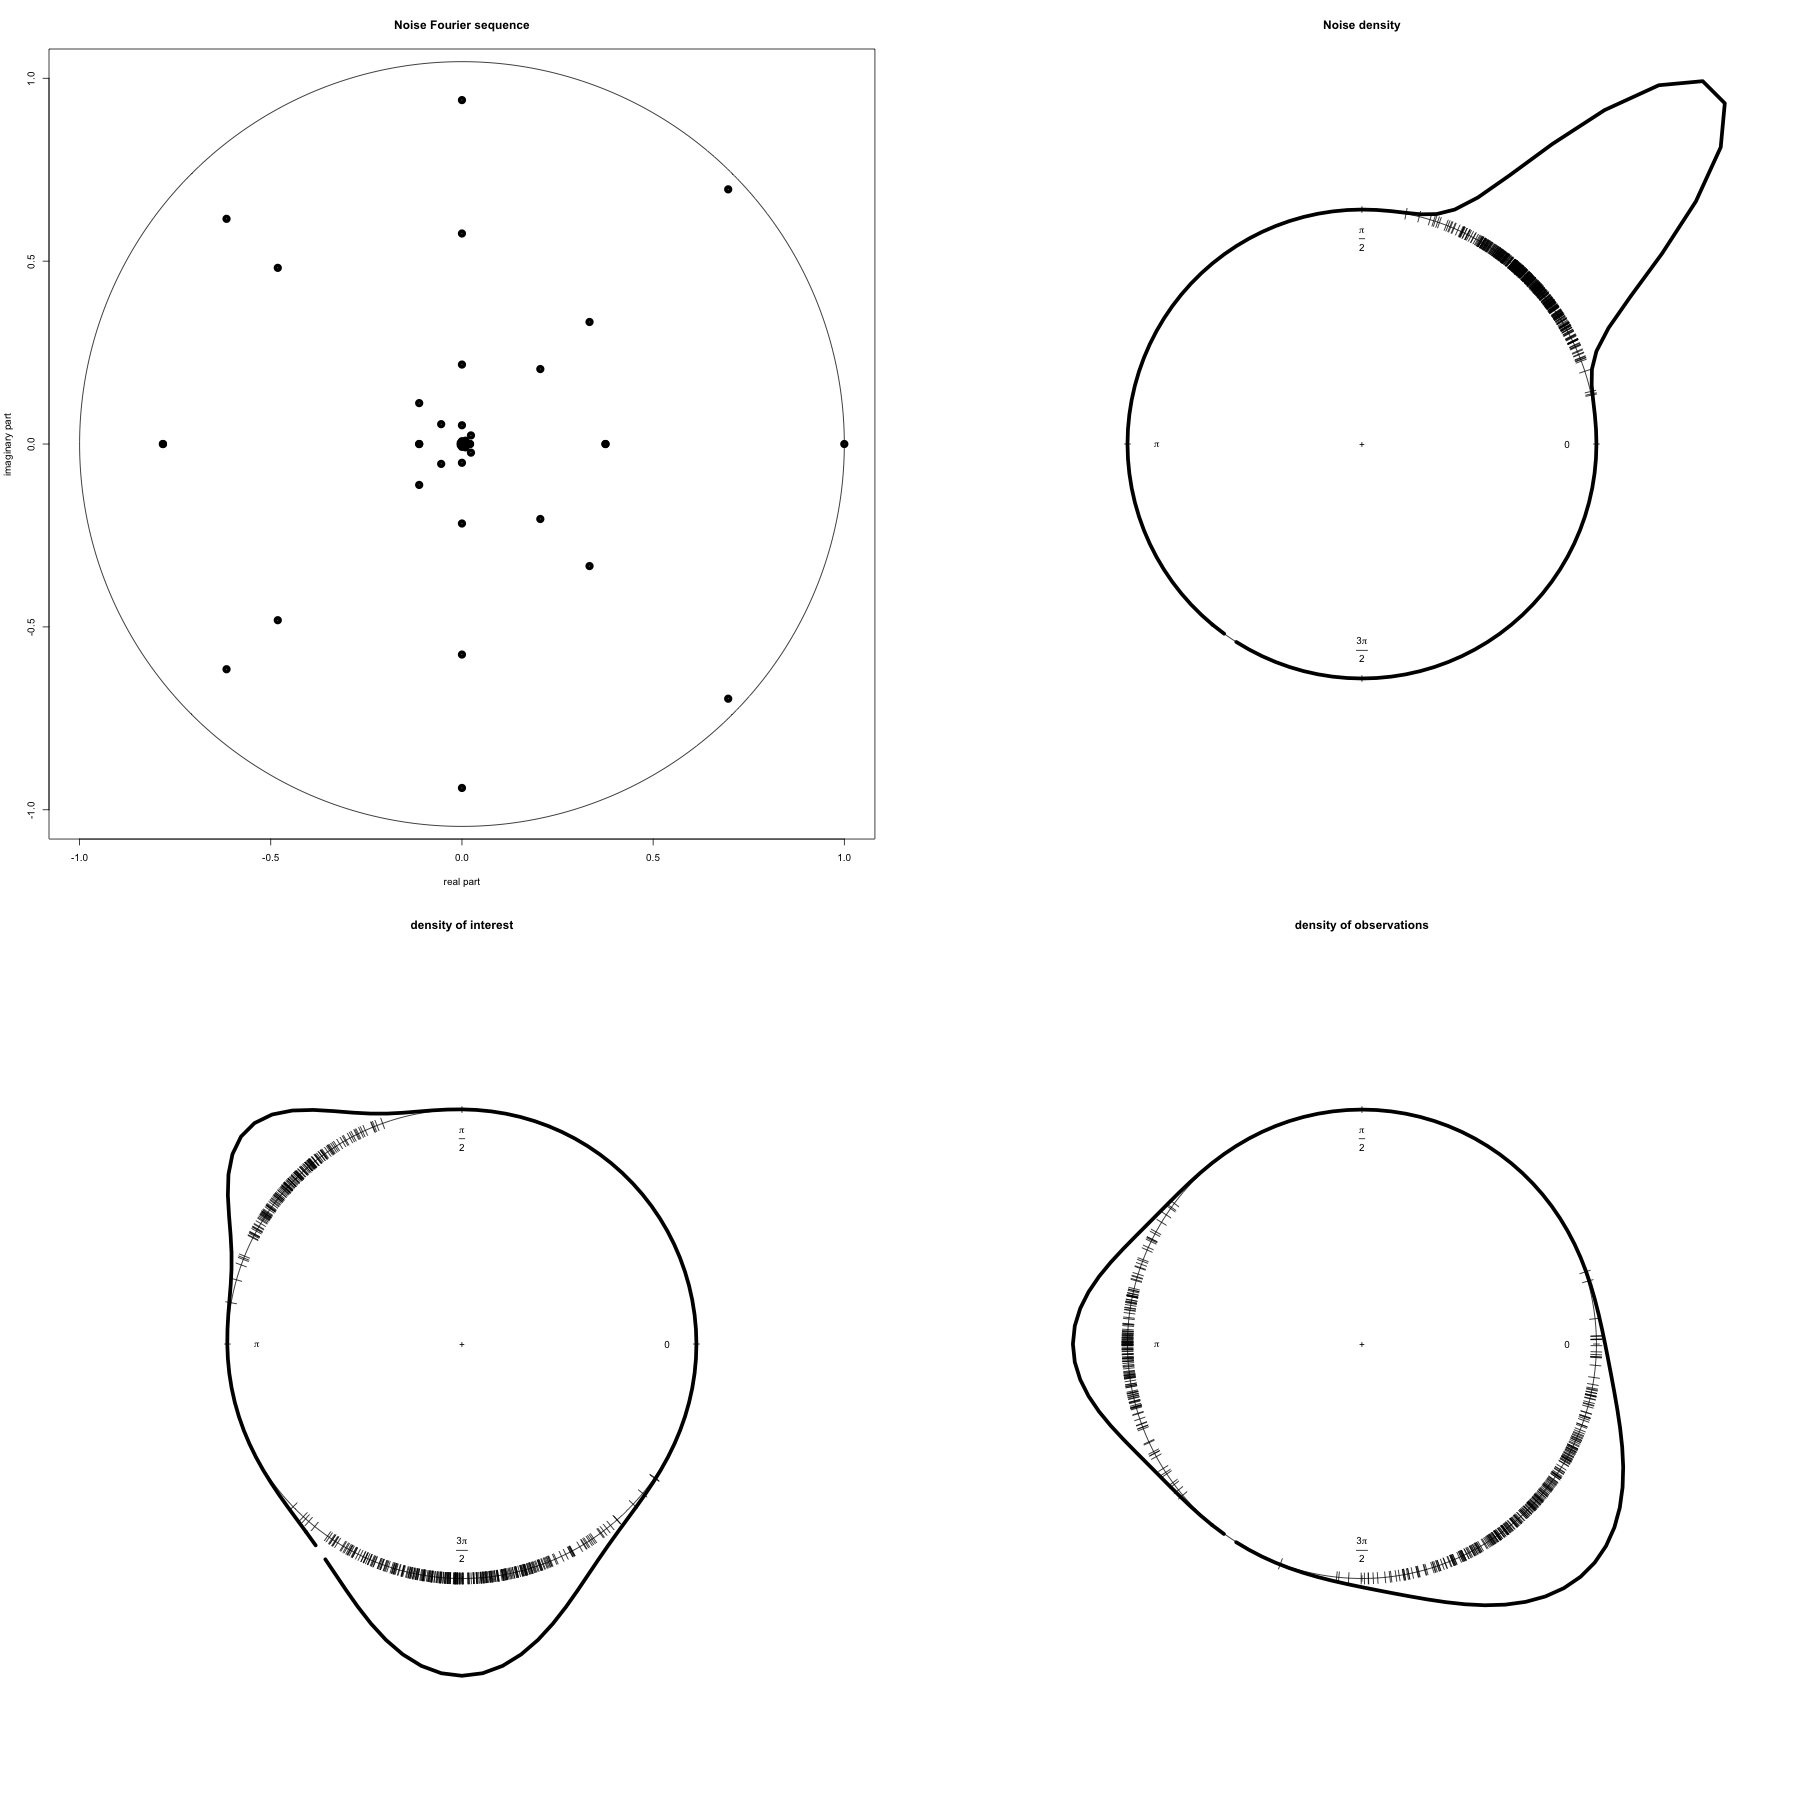 Noise Fourier sequence
1.0
0.5
0.0
-0.5
-1.0
imaginary part
-1.0 -0.5 0.0 0.5 1.0
real part
Noise density
π
2
π
+
0
3π
2
density of interest
π
2
π
+
0
3π
2
density of observations
π
2
π
+
0
3π
2